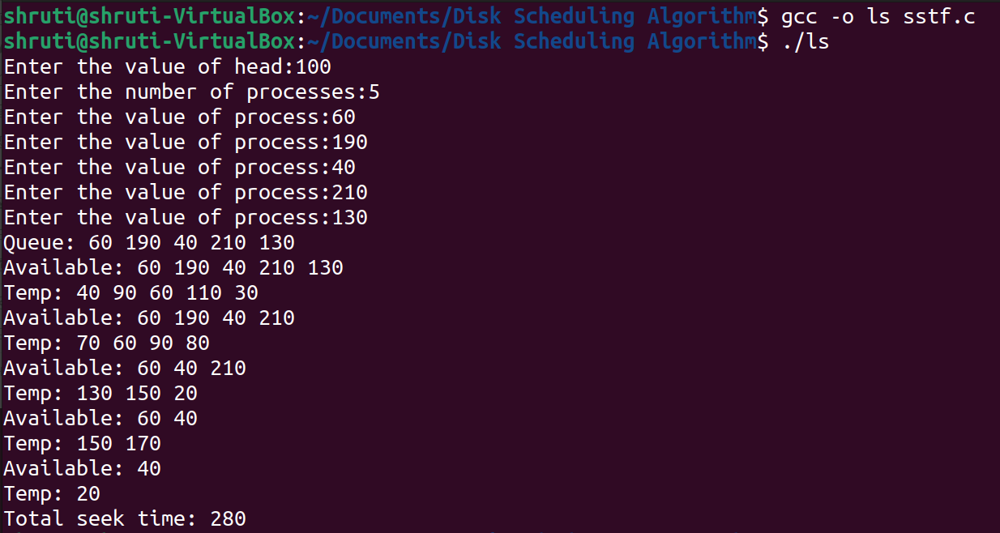 shruti@shruti-VirtualBox:~/Documents/Disk Scheduling Algorithm$ gcc -o ls sstf.c
shruti@shruti-VirtualBox:~/Documents/Disk Scheduling Algorithm$ ./ls
Enter the value of head:100
Enter the number of processes:5
Enter the value of process:60
Enter the value of process:190
Enter the value of process:40
Enter the value of process:210
Enter the value of process:130
Queue: 60 190 40 210 130
Available: 60 190 40 210 130
Temp: 40 90 60 110 30
Available: 60 190 40 210
Temp: 70 60 90 80
Available: 60 40 210
Temp: 130 150 20
Available: 60 40
Temp: 150 170
Available: 40
Temp: 20
Total seek time: 280